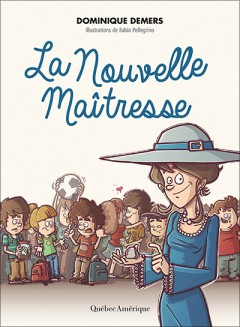 DOMINIQUE DEMERS
Illustrations de Fabio Pellegrino
La Nouvelle
Maîtresse
Québec Amérique